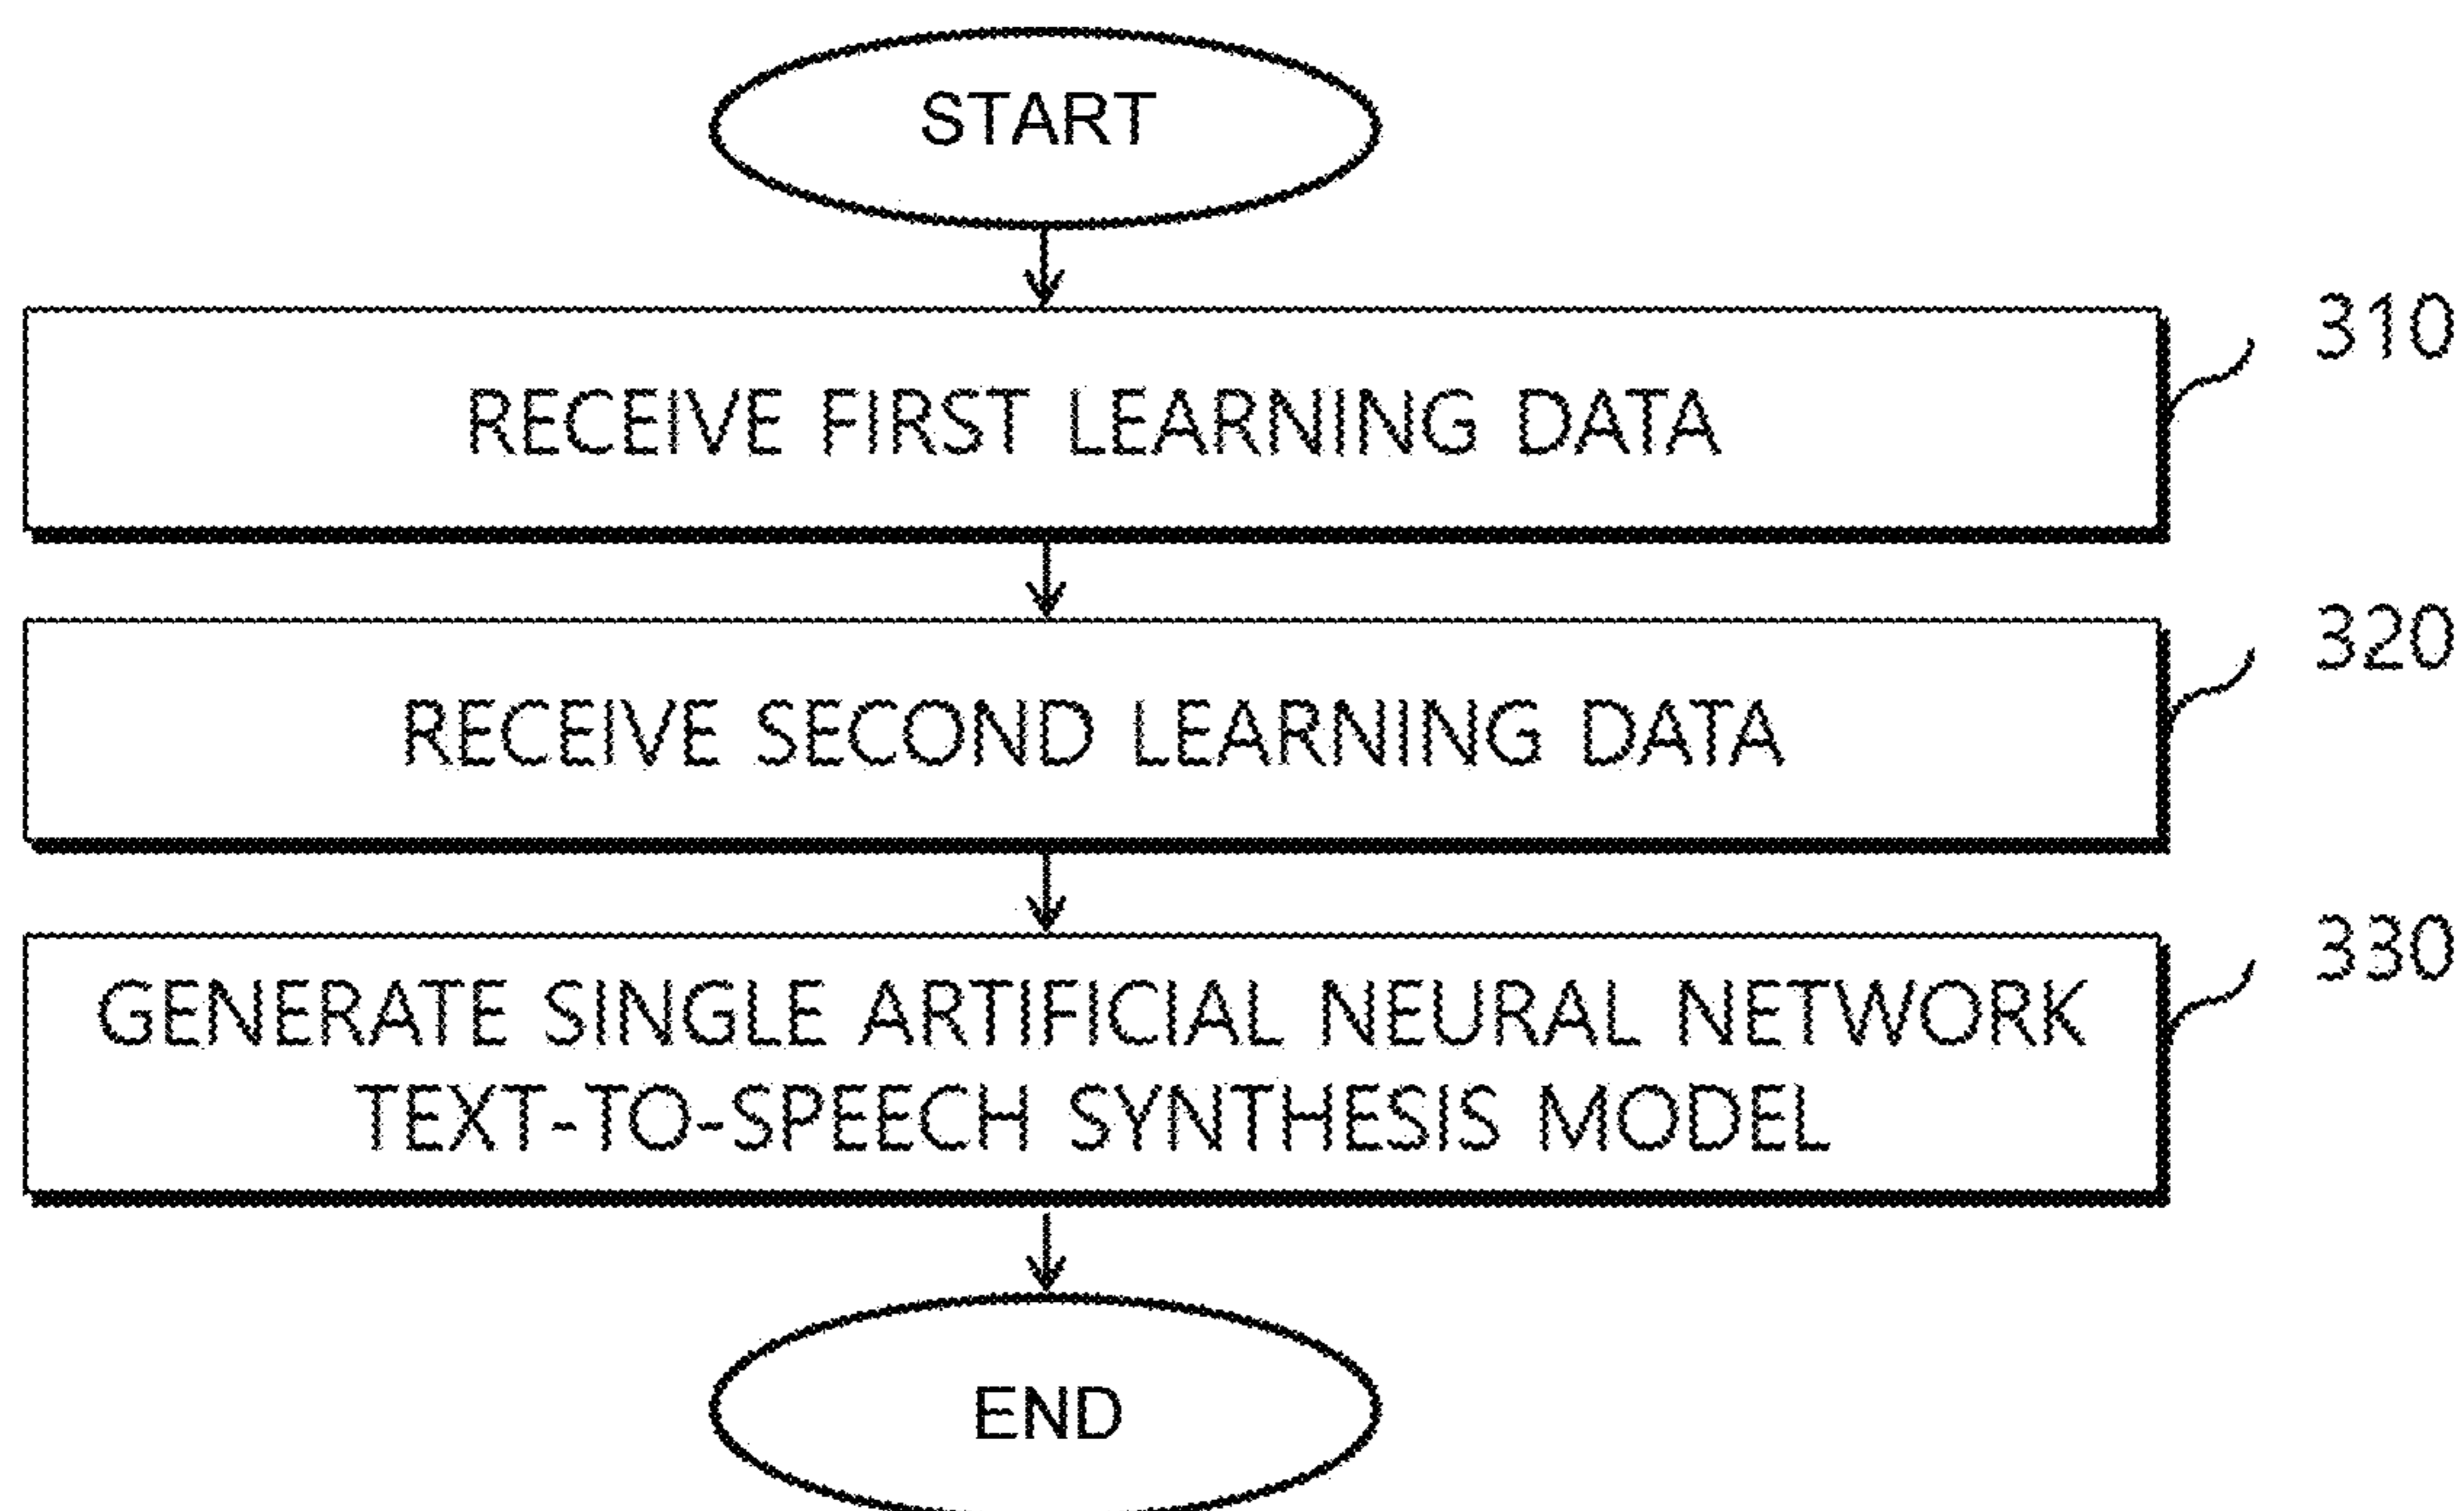 START
310
RECEIVE FIRST LEARNING DATA
320
RECEIVE SECOND LEARNING DATA
330
GENERATE SINGLE ARTIFICIAL NEURAL NETWORK
TEXT-TO-SPEECH SYNTHESIS MODEL
END